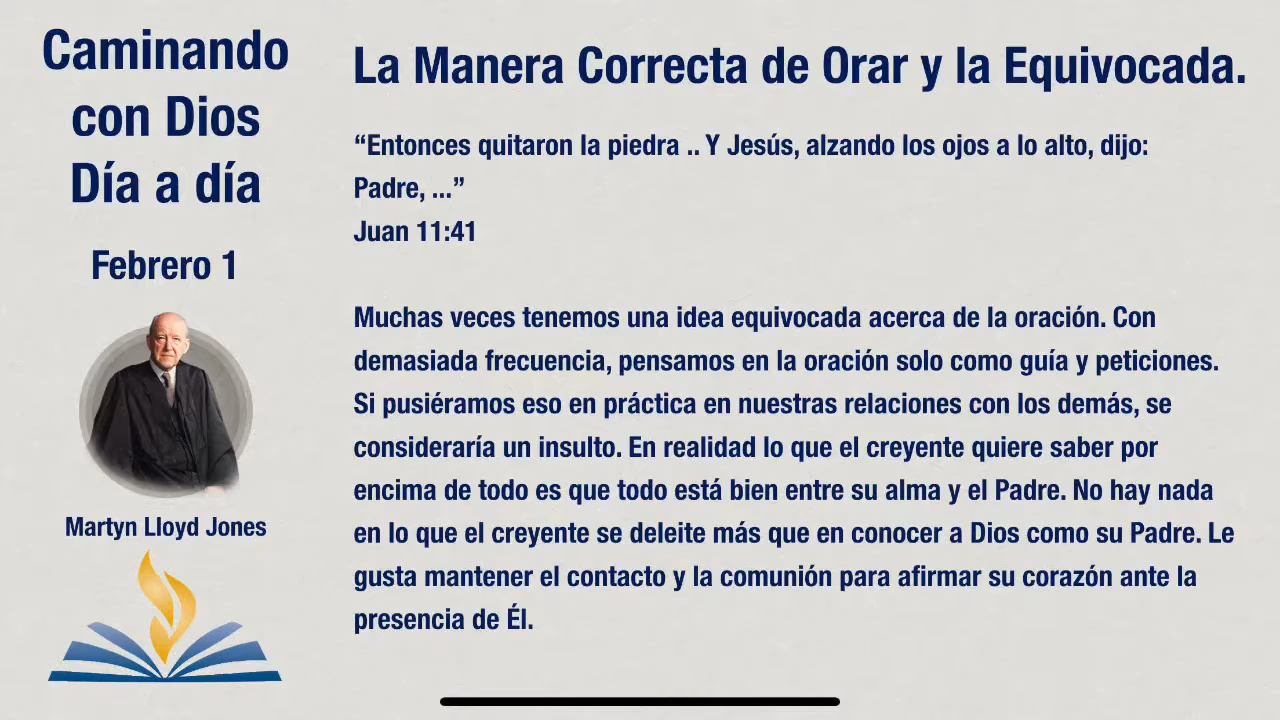 Caminando
con Dios
Día a día
Febrero 1
Martyn Lloyd Jones
La Manera Correcta de Orar y la Equivocada.
“Entonces quitaron la piedra .. Y Jesús, alzando los ojos a lo alto, dijo:
Padre, ...”
Juan 11:41
Muchas veces tenemos una idea equivocada acerca de la oración. Con
demasiada frecuencia, pensamos en la oración solo como guía y peticiones.
Si pusiéramos eso en práctica en nuestras relaciones con los demás, se
consideraría un insulto. En realidad lo que el creyente quiere saber por
encima de todo es que todo está bien entre su alma y el Padre. No hay nada
en lo que el creyente se deleite más que en conocer a Dios como su Padre. Le
gusta mantener el contacto y la comunión para afirmar su corazón ante la
presencia de Él.